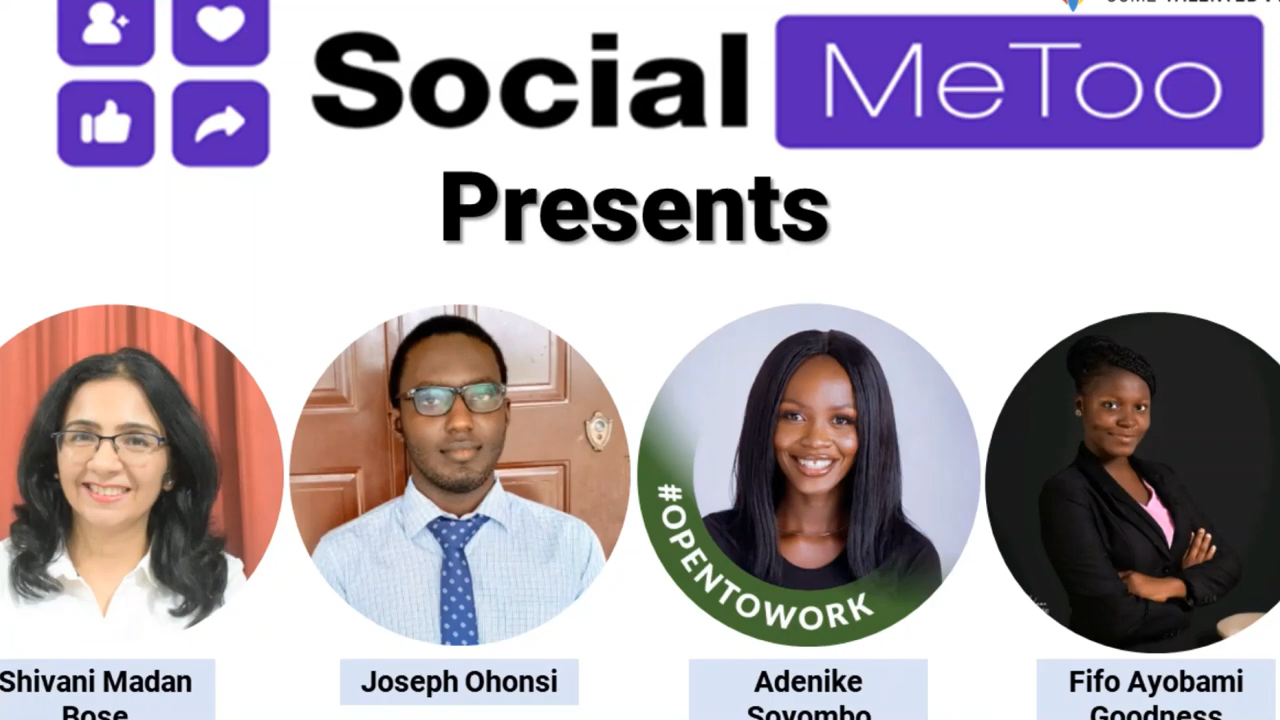 Social MeToo
Presents
#OPENTOWORK
Shivani Madan Joseph Ohonsi Adenike Fifo Ayobami
Bose Soyombo Goodness